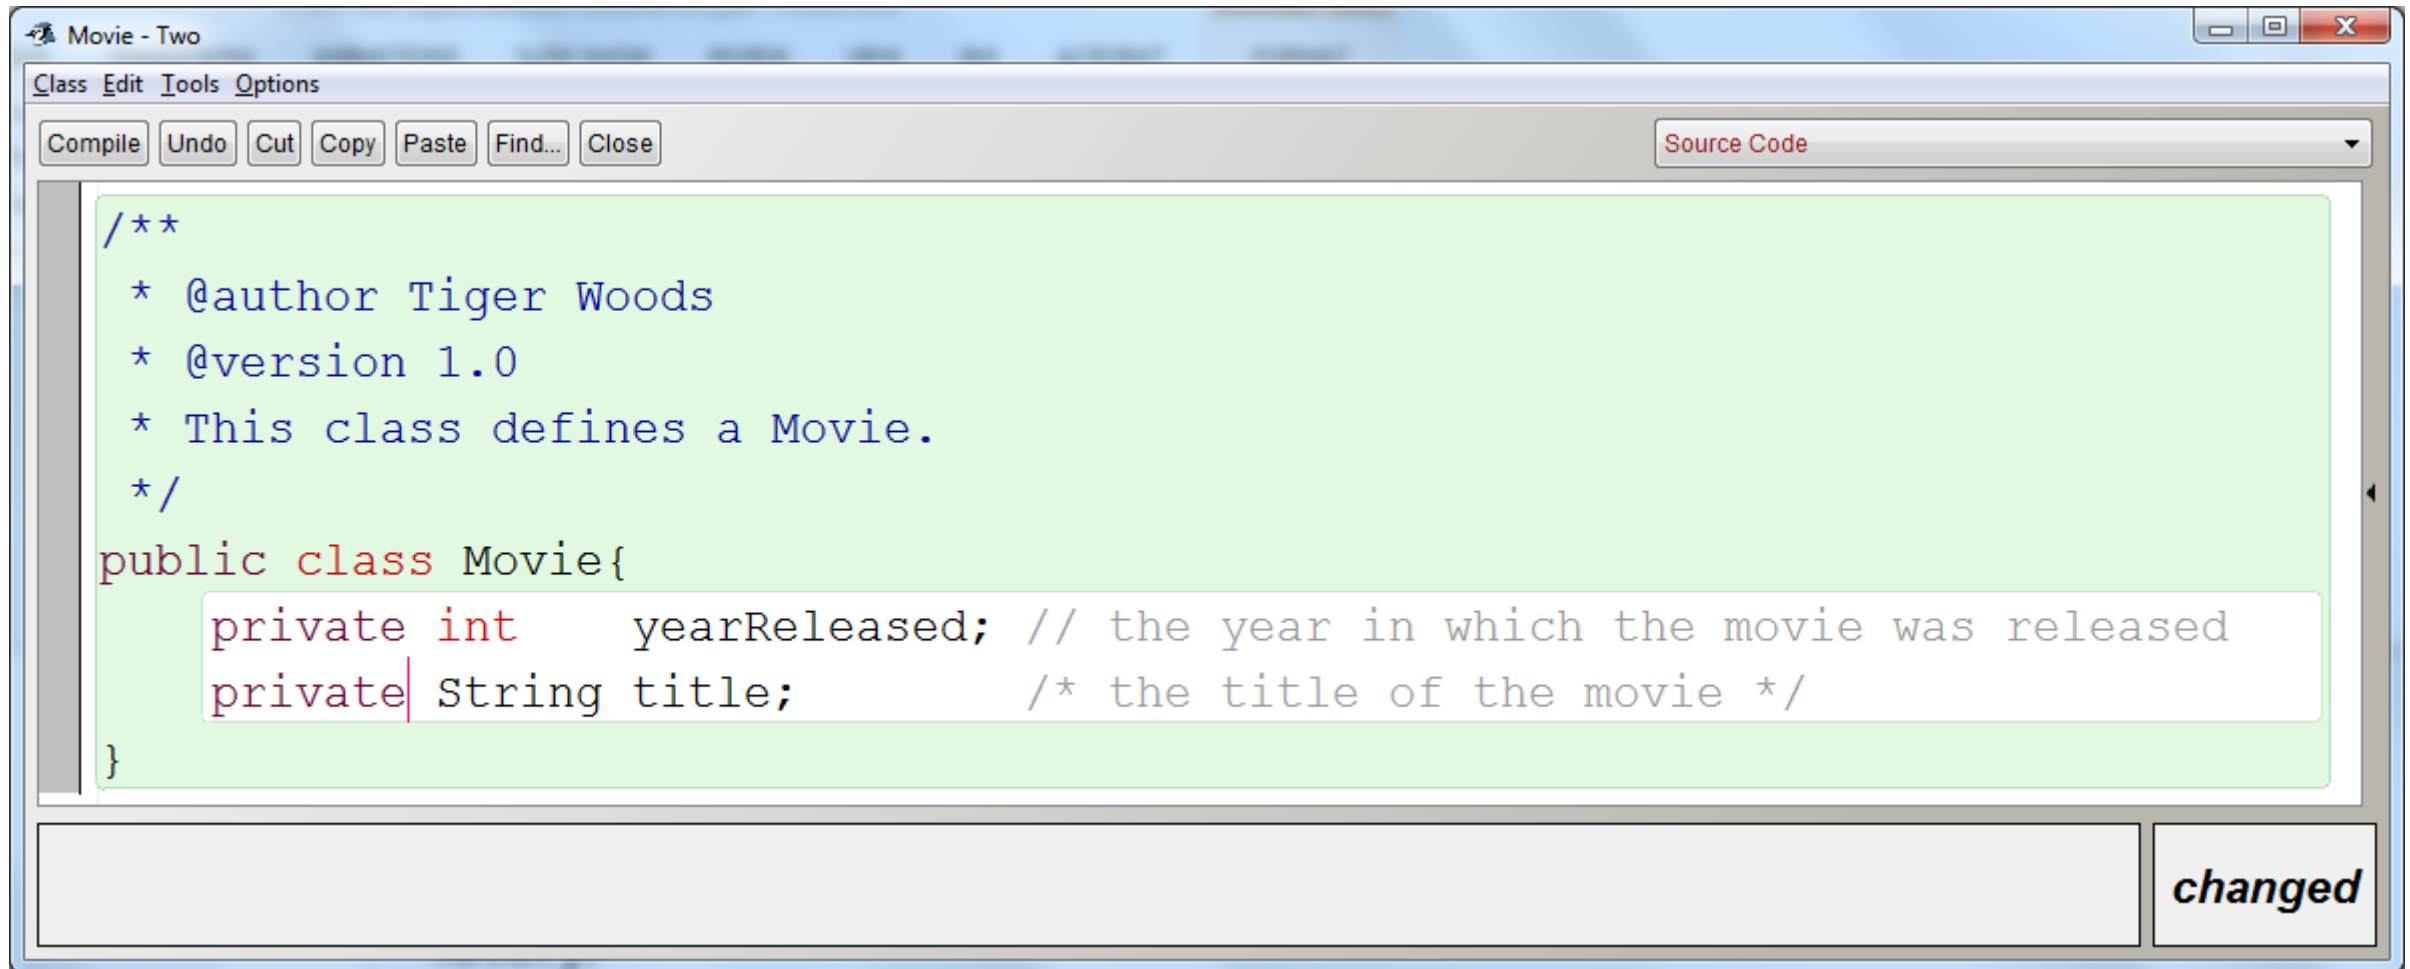 Movie - Two
Class Edit Tools Options
Compile Undo Cut Copy Paste Find... Close Source Code
/**
 * @author Tiger Woods
 * @version 1.0
 * This class defines a Movie.
 */
public class Movie{
    private int    yearReleased; // the year in which the movie was released
    private String title;        /* the title of the movie */
}
changed